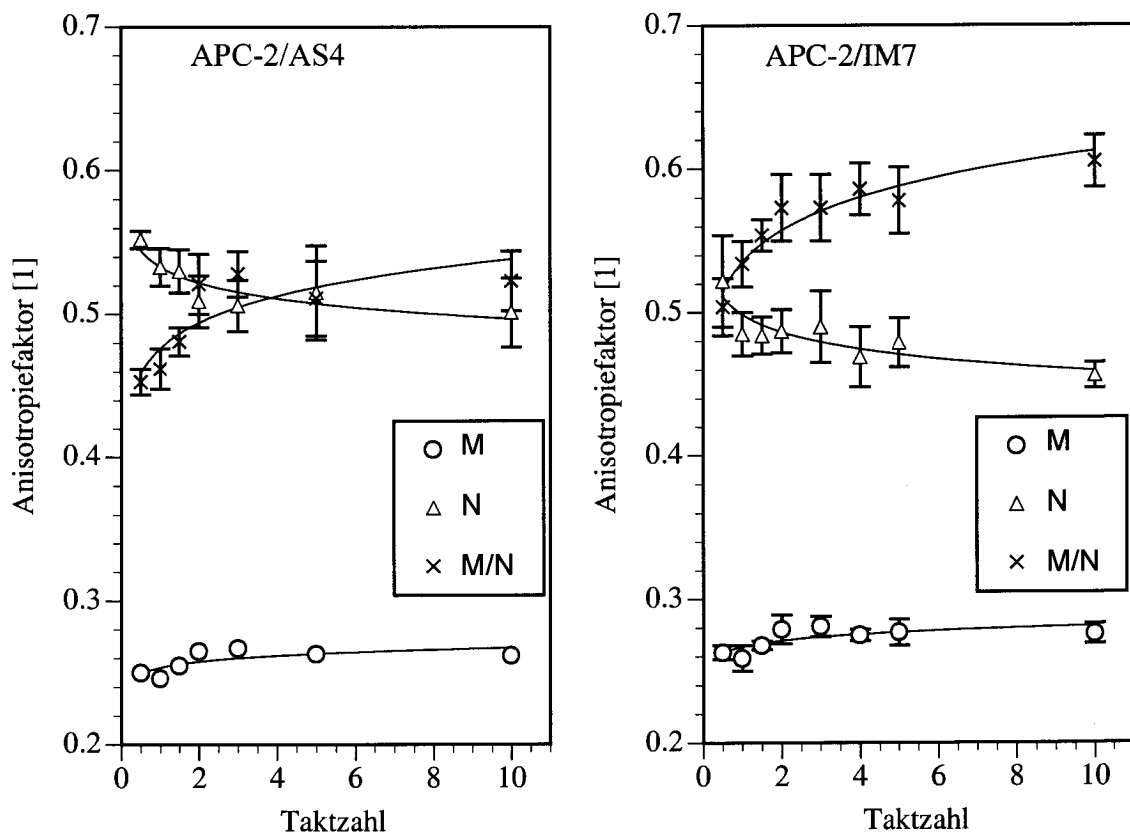 APC-2/AS4
Anisotropiefaktor [1]
0.7
0.6
0.5
0.4
0.3
0.2
M
N
M/N
0 2 4 6 8 10
Taktzahl
APC-2/IM7
Anisotropiefaktor [1]
0.7
0.6
0.5
0.4
0.3
0.2
M
N
M/N
0 2 4 6 8 10
Taktzahl